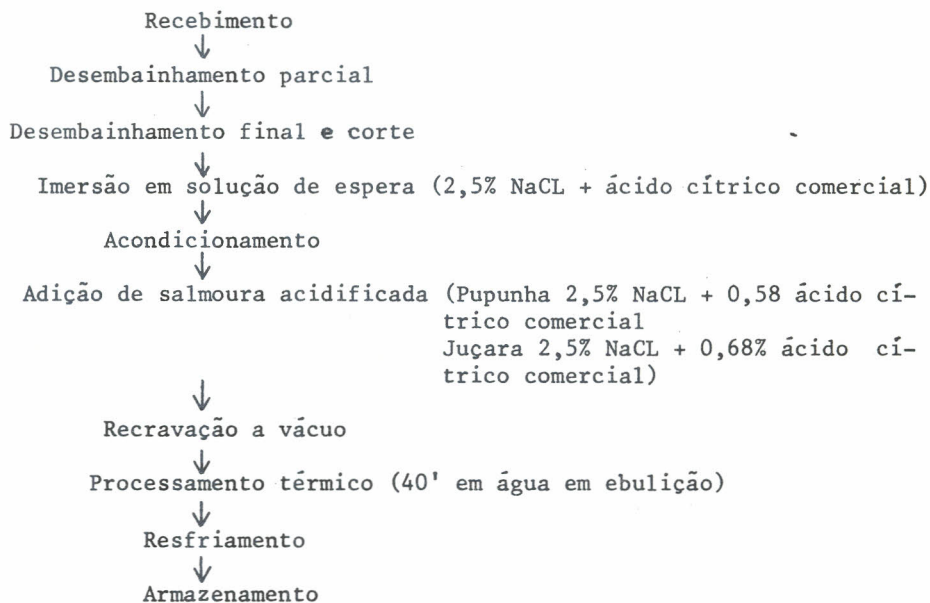 Recebimento
Desembainhamento parcial
Desembainhamento final e corte
Imersão em solução de espera (2,5% NaCL + ácido cítrico comercial)
Acondicionamento
Adição de salmoura acidificada (Pupunha 2,5% NaCL + 0,58 ácido cí-
trico comercial
Juçara 2,5% NaCL + 0,68% ácido cí-
trico comercial)
Recravação a vácuo
Processamento térmico (40' em água em ebulição)
Resfriamento
Armazenamento